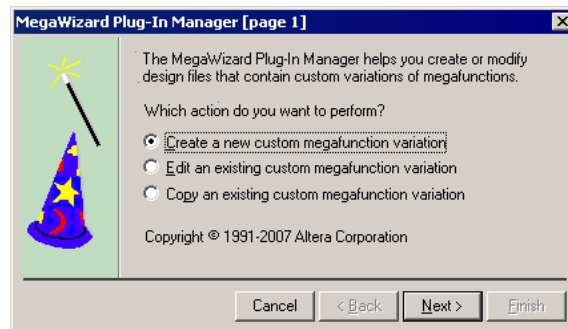 MegaWizard Plug-In Manager [page 1]
The MegaWizard Plug-In Manager helps you create or modify
design files that contain custom variations of megafunctions.
Which action do you want to perform?
Create a new custom megafunction variation
Edit an existing custom megafunction variation
Copy an existing custom megafunction variation
Copyright © 1991-2007 Altera Corporation
Cancel
< Back
Next >
Finish